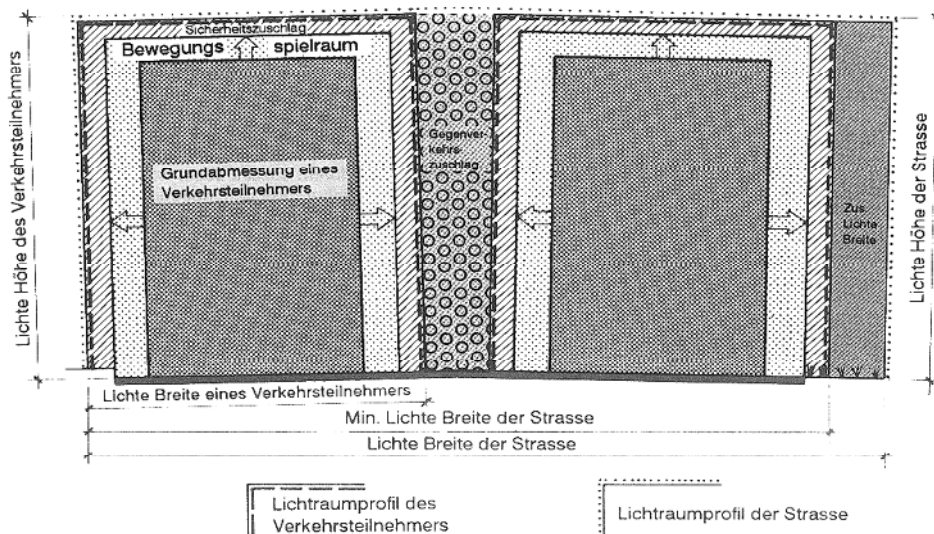 Sicherheitszuschlag
Bewegungs spielraum
Gegenver-
kehrs-
zuschlag
Grundabmessung eines
Verkehrsteilnehmers
Zus.
Lichte
Breite
Lichte Höhe des Verkehrsteilnehmers
Lichte Höhe der Strasse
Lichte Breite eines Verkehrsteilnehmers
Min. Lichte Breite der Strasse
Lichte Breite der Strasse
Lichtraumprofil des
Verkehrsteilnehmers
Lichtraumprofil der Strasse